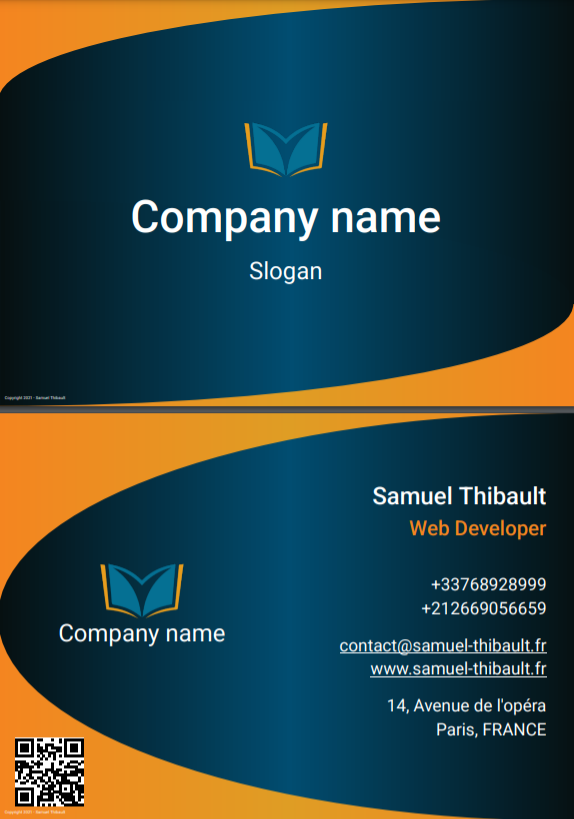 Company name
Slogan
Copyright 2021 - Samuel Thibault
Samuel Thibault
Web Developer
+33768928999
+212669056659
contact@samuel-thibault.fr
www.samuel-thibault.fr
14, Avenue de l'opéra
Paris, FRANCE
Company name
Copyright 2021 - Samuel Thibault